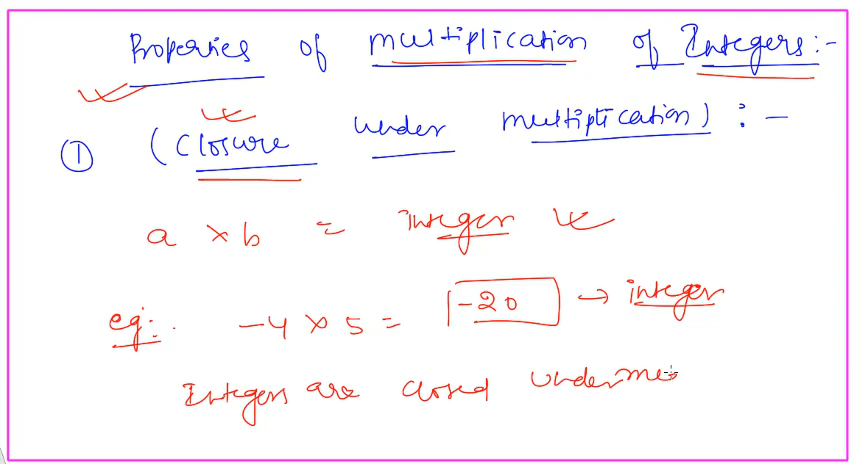 Properties of multiplication of Integers:-
① (Closure under multiplication) :-
a × b = integer
eg:. -4 × 5 = -20 → integer
Integers are closed under